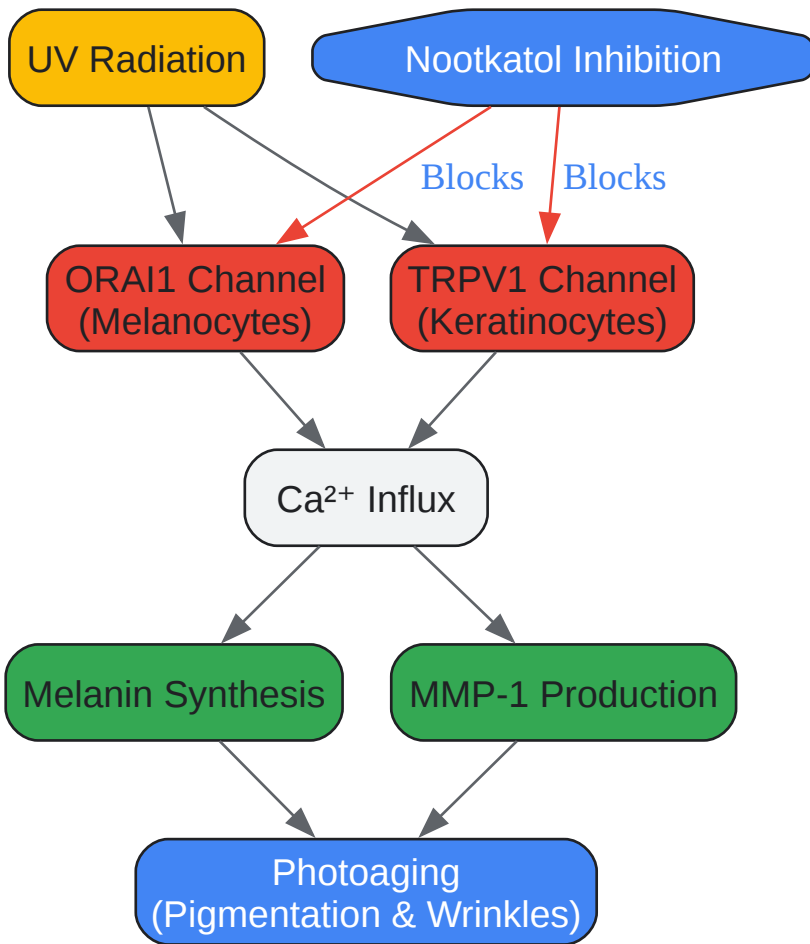 UV Radiation
Nootkatol Inhibition
Blocks
Blocks
ORAI1 Channel
(Melanocytes)
TRPV1 Channel
(Keratinocytes)
Ca²⁺ Influx
Melanin Synthesis
MMP-1 Production
Photoaging
(Pigmentation & Wrinkles)